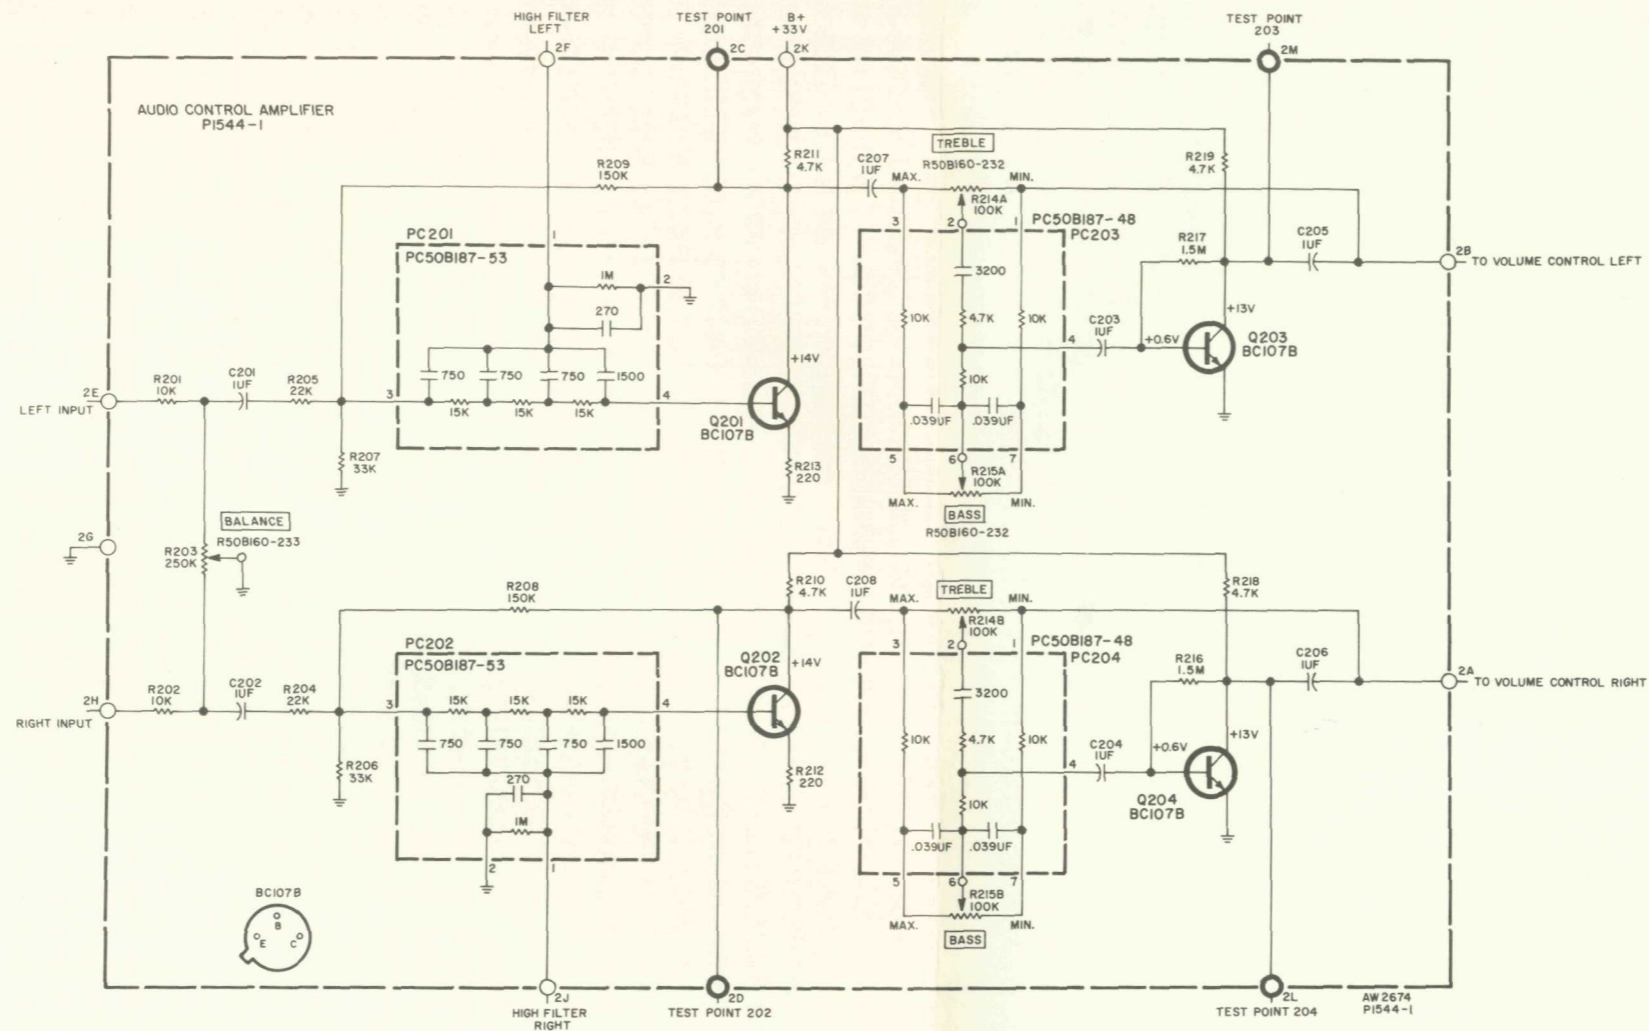 HIGH FILTER
LEFT
2F
TEST POINT
201
2C
B+
+33V
2K
TEST POINT
203
2M
AUDIO CONTROL AMPLIFIER
P1544-1
R209
150K
R211
4.7K
C207
1UF
TREBLE
R50B160-232
MAX.
MIN.
R214A
100K
3
2
1
PC50B187-48
PC203
R219
4.7K
R217
1.5M
C205
1UF
2B
TO VOLUME CONTROL LEFT
PC201
PC50B187-53
1
1M
2
270
750
750
750
1500
3
15K
15K
15K
4
3200
10K
4.7K
10K
10K
4
.039UF
.039UF
5
6
7
C203
1UF
+0.6V
+13V
Q203
BC107B
2E
LEFT INPUT
R201
10K
C201
1UF
R205
22K
R207
33K
+14V
Q201
BC107B
R213
220
R215A
100K
MAX.
MIN.
BASS
R50B160-232
2G
BALANCE
R50B160-233
R203
250K
R208
150K
R210
4.7K
C208
1UF
TREBLE
MAX.
MIN.
R214B
100K
3
2
1
PC50B187-48
PC204
R218
4.7K
R216
1.5M
C206
1UF
2A
TO VOLUME CONTROL RIGHT
2H
RIGHT INPUT
R202
10K
C202
1UF
R204
22K
R206
33K
PC202
PC50B187-53
3
15K
15K
15K
4
750
750
750
1500
270
1M
2
1
Q202
BC107B
+14V
R212
220
3200
10K
4.7K
10K
10K
4
.039UF
.039UF
5
6
7
C204
1UF
+0.6V
+13V
Q204
BC107B
R215B
100K
MAX.
MIN.
BASS
BC107B
B
E
C
2J
HIGH FILTER
RIGHT
2D
TEST POINT 202
2L
TEST POINT 204
AW2674
P1544-1